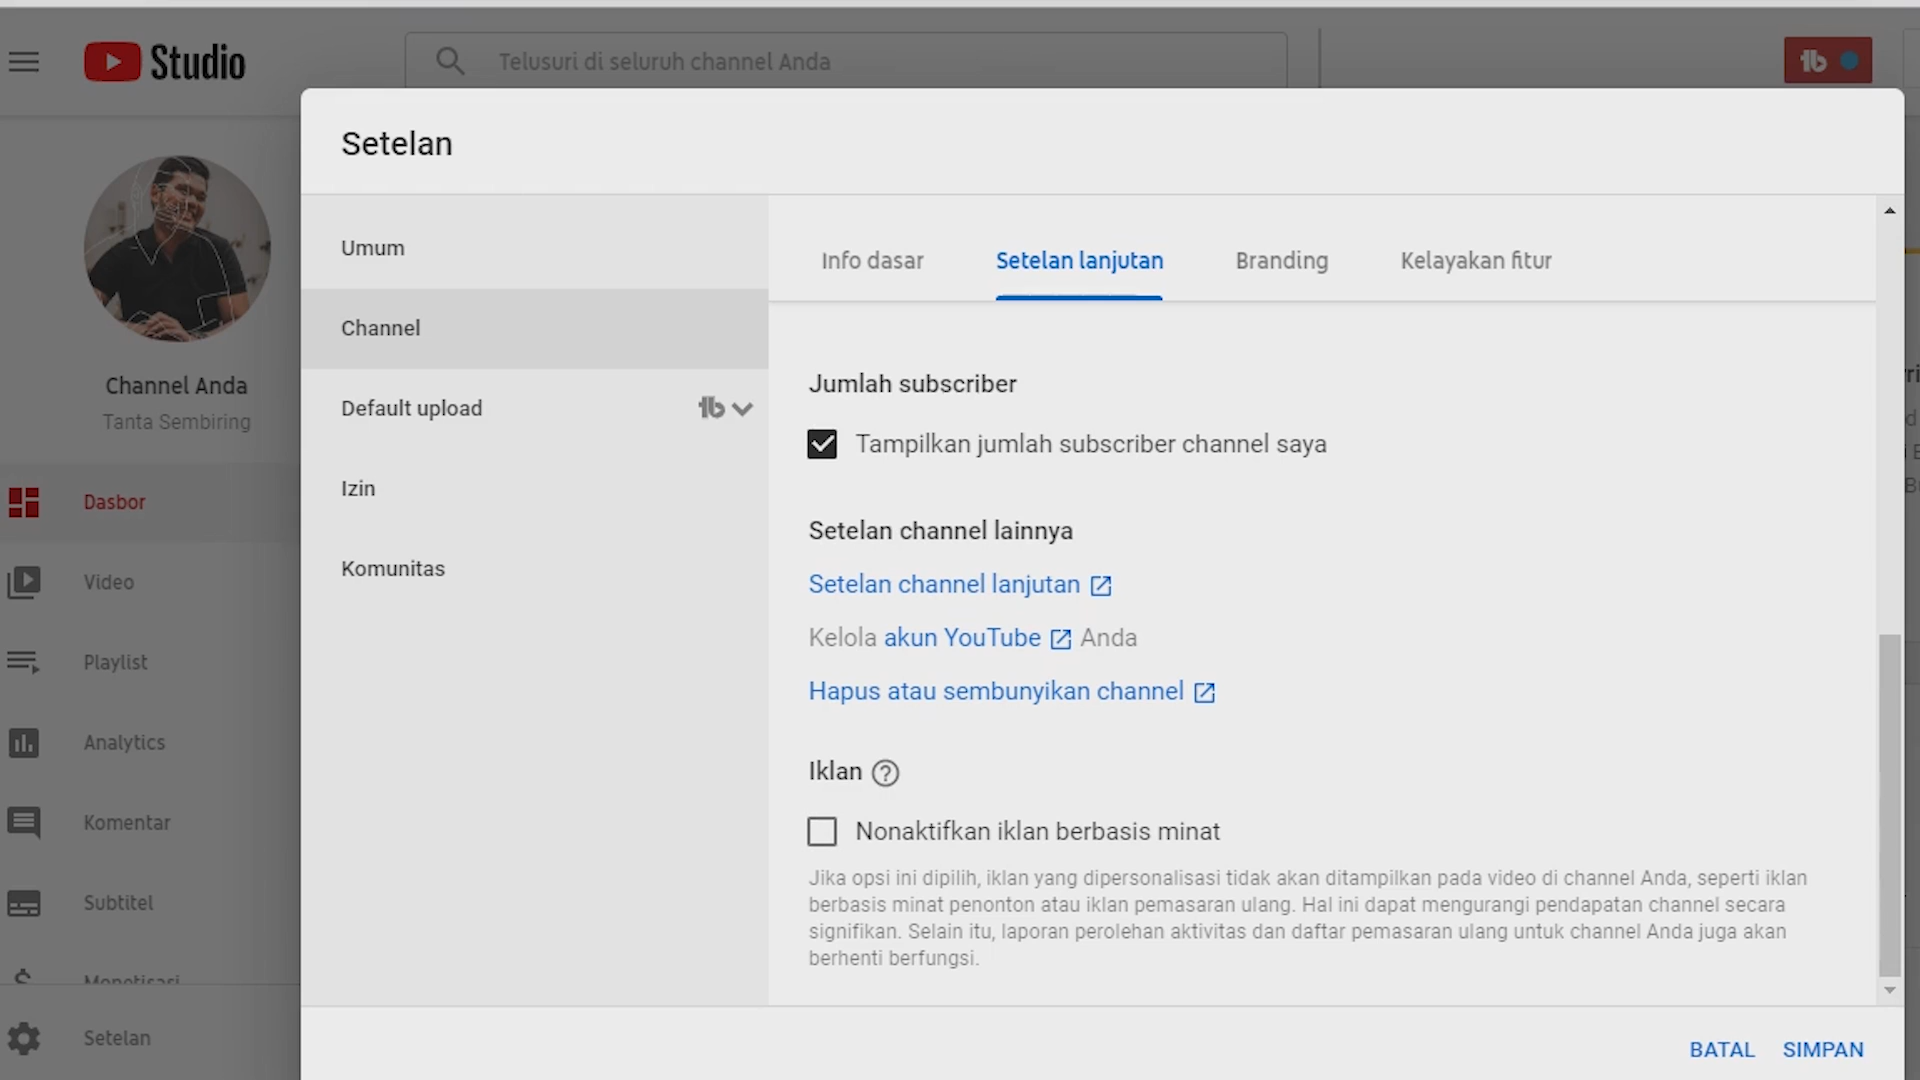 Studio
Telusuri di seluruh channel Anda
Setelan
Channel Anda
Tanta Sembiring
Dasbor
Video
Playlist
Analytics
Komentar
Subtitel
Monetisasi
Setelan
Umum
Channel
Default upload
Izin
Komunitas
Info dasar
Setelan lanjutan
Branding
Kelayakan fitur
Jumlah subscriber
Tampilkan jumlah subscriber channel saya
Setelan channel lainnya
Setelan channel lanjutan
Kelola akun YouTube Anda
Hapus atau sembunyikan channel
Iklan
Nonaktifkan iklan berbasis minat
Jika opsi ini dipilih, iklan yang dipersonalisasi tidak akan ditampilkan pada video di channel Anda, seperti iklan
berbasis minat penonton atau iklan pemasaran ulang. Hal ini dapat mengurangi pendapatan channel secara
signifikan. Selain itu, laporan perolehan aktivitas dan daftar pemasaran ulang untuk channel Anda juga akan
berhenti berfungsi.
BATAL
SIMPAN